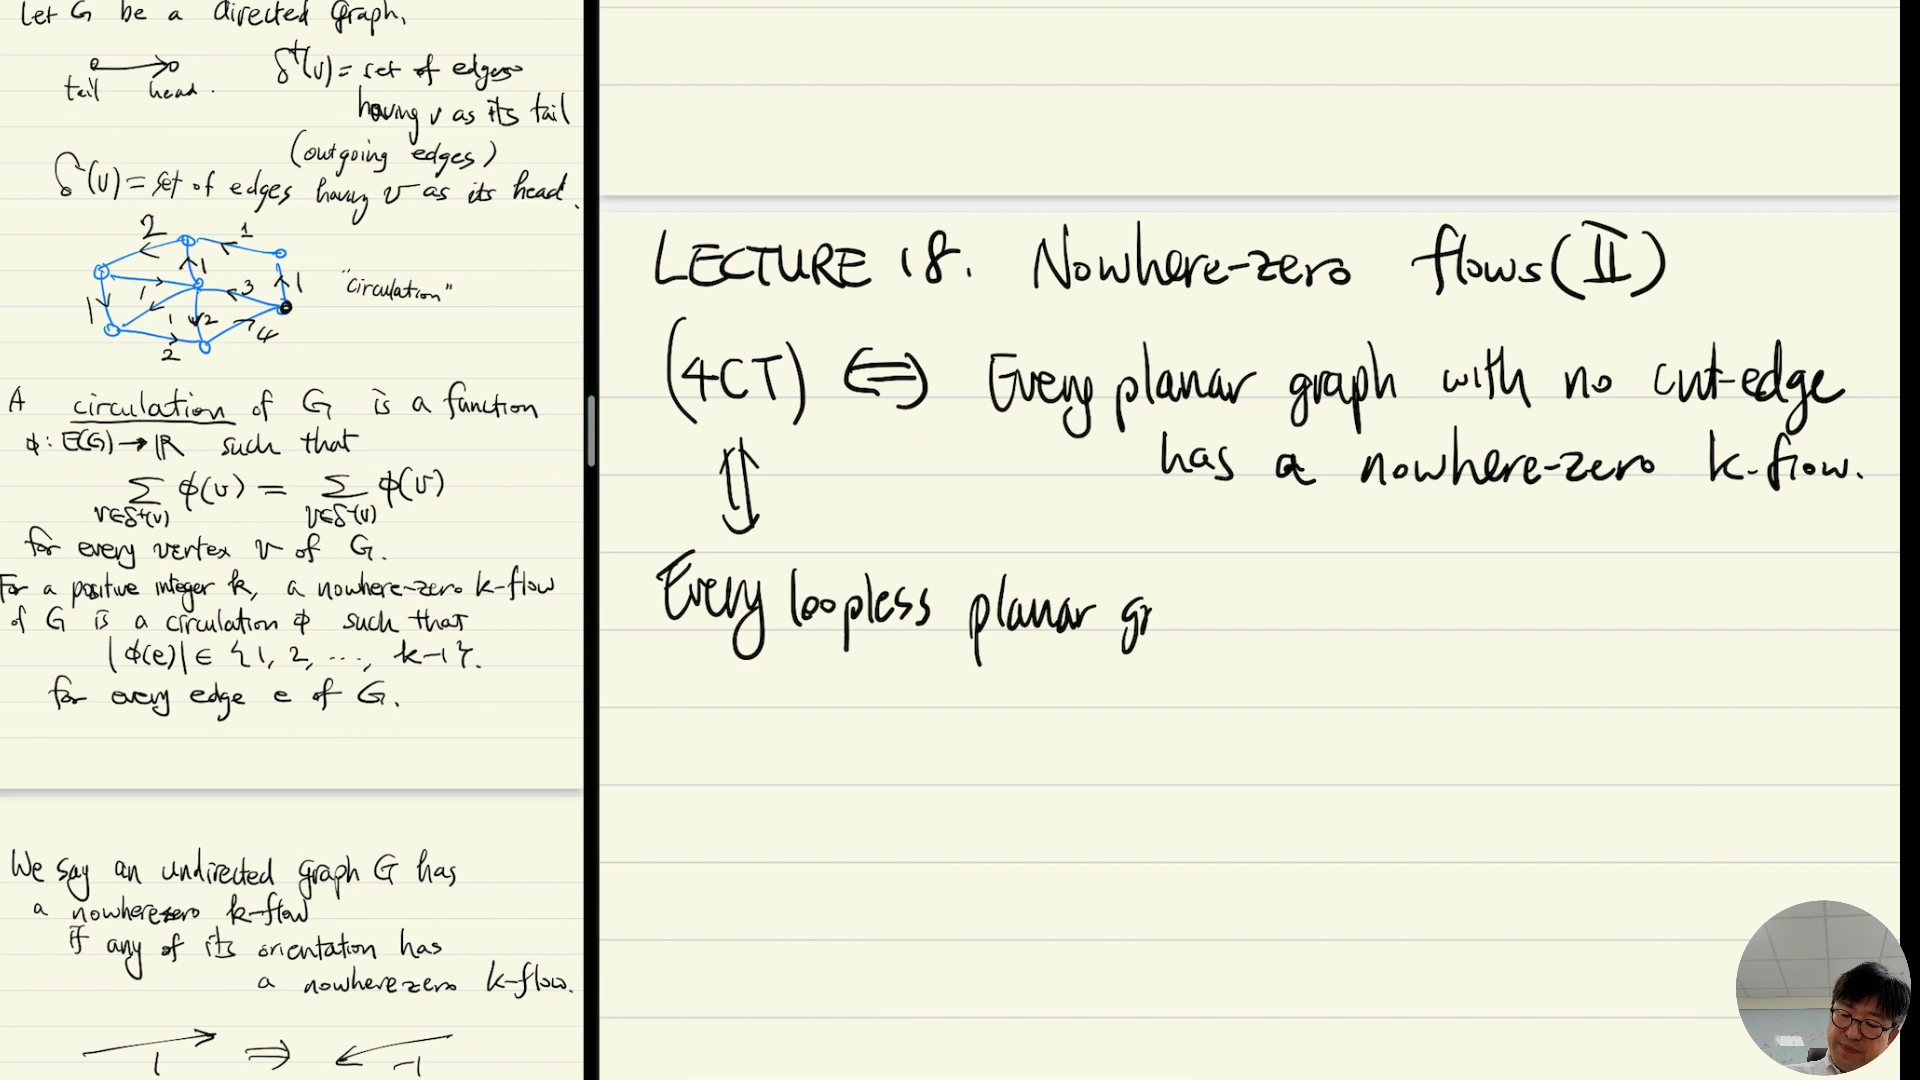 Let G be a directed graph.
tail head.
δ⁺(v) = set of edges
having v as its tail
(outgoing edges)
δ⁻(v) = set of edges having v as its head.
2 1
1 1 3 1 "circulation"
1 2 4
2
A circulation of G is a function
φ: E(G) → ℝ such that
∑ φ(v) = ∑ φ(v)
v∈δ⁺(v) v∈δ⁻(v)
for every vertex v of G.
For a positive integer k, a nowhere-zero k-flow
of G is a circulation φ such that
|φ(e)| ∈ {1, 2, ..., k-1}.
for every edge e of G.
We say an undirected graph G has
a nowhere zero k-flow
if any of its orientation has
a nowhere zero k-flow.
1 ⇒ -1
LECTURE 18. Nowhere-zero flows (II)
(4CT) ⇔ Every planar graph with no cut-edge
has a nowhere-zero k-flow.
⇕
Every loopless planar gr